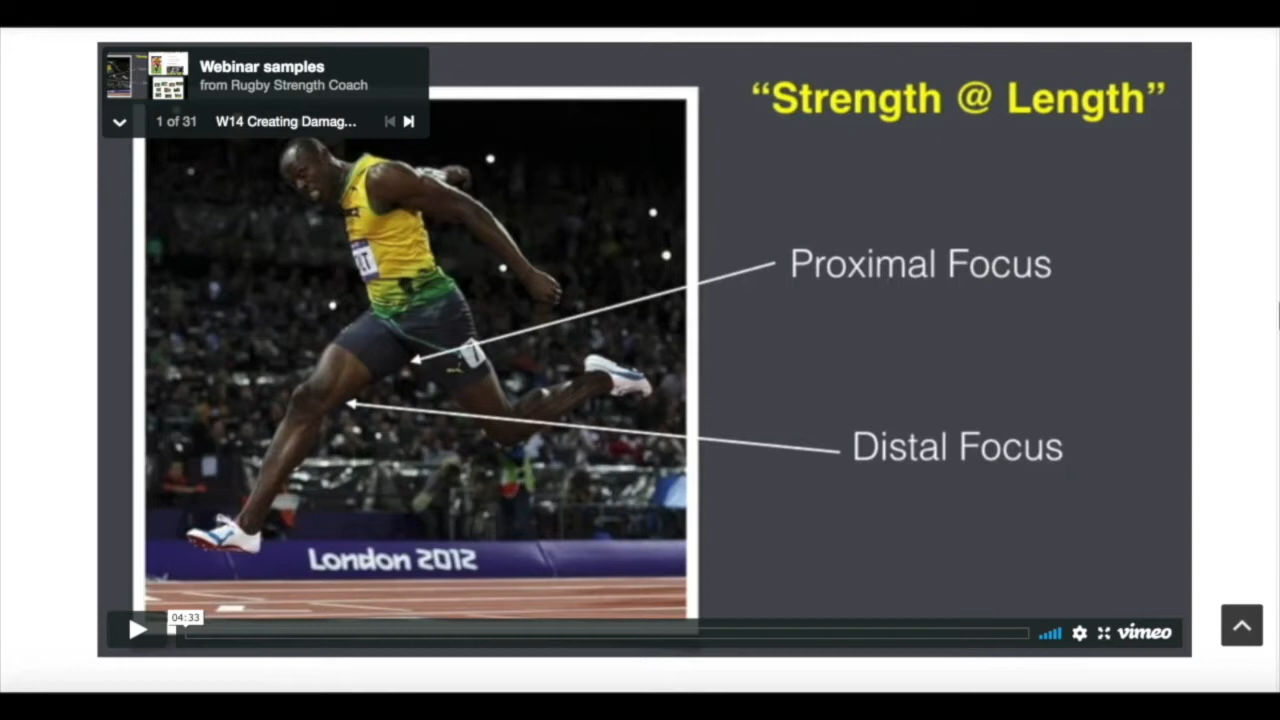 Webinar samples
from Rugby Strength Coach
1 of 31 W14 Creating Damag...
“Strength @ Length”
Proximal Focus
Distal Focus
London 2012
04:33
vimeo